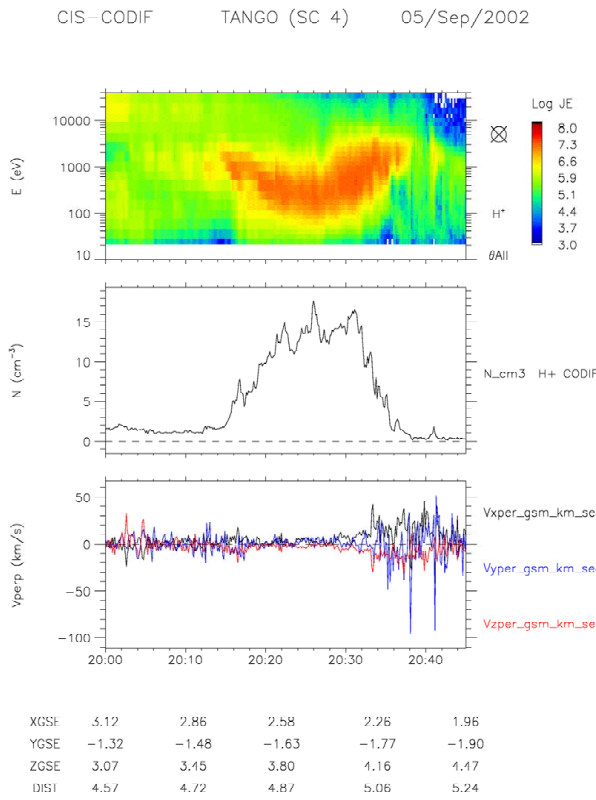 CIS-CODIF TANGO (SC 4) 05/Sep/2002
Log JE
8.0
7.3
6.6
5.9
5.1
4.4
3.7
3.0
H+
θAll
E (eV)
10000
1000
100
10
N (cm-3)
15
10
5
0
N_cm3 H+ CODIF
Vperp (km/s)
50
0
-50
-100
Vxper_gsm_km_se
Vyper_gsm_km_se
Vzper_gsm_km_se
20:00 20:10 20:20 20:30 20:40
XGSE 3.12 2.86 2.58 2.26 1.96
YGSE -1.32 -1.48 -1.63 -1.77 -1.90
ZGSE 3.07 3.45 3.80 4.16 4.47
DIST 4.57 4.72 4.87 5.06 5.24